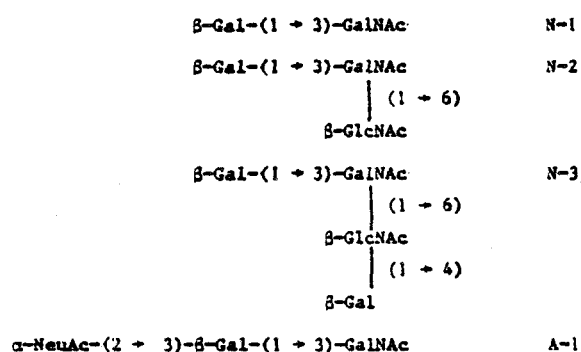 β-Gal-(1 → 3)-GalNAc N-1
β-Gal-(1 → 3)-GalNAc N-2
(1 → 6)
β-GlcNAc
β-Gal-(1 → 3)-GalNAc N-3
(1 → 6)
β-GlcNAc
(1 → 4)
β-Gal
α-NeuAc-(2 → 3)-β-Gal-(1 → 3)-GalNAc A-1